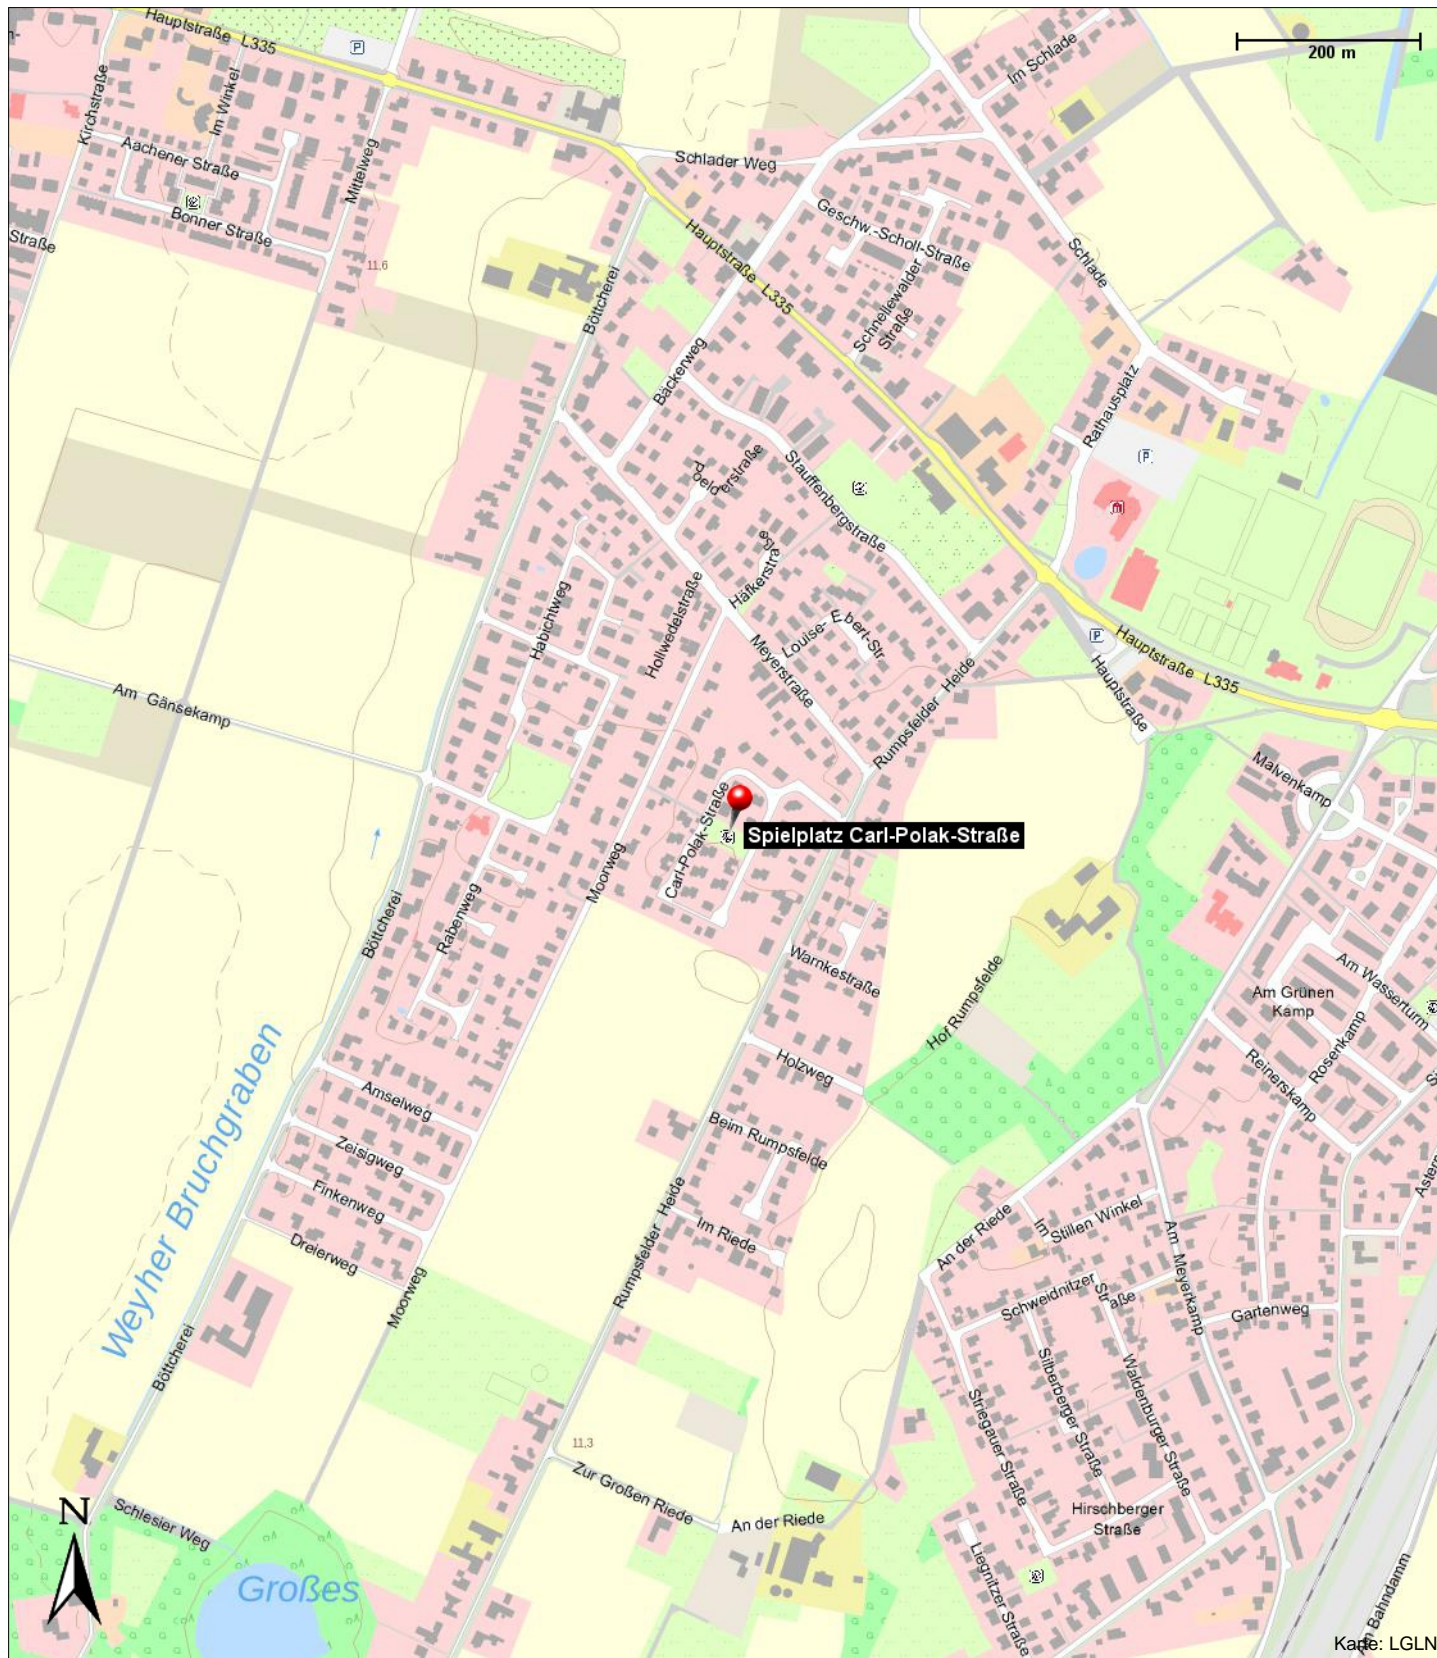 Hauptstraße L335
200 m
Im Schlade
Kirchstraße
Im Winkel
Aachener Straße
Mittelweg
Schlader Weg
Bonner Straße
Straße
11,6
Geschw.-Scholl-Straße
Hauptstraße L335
Schlade
Böttcherei
Schnellewalder
Straße
Bäckerweg
Rathausplatz
Poelderstraße
Stauffenbergstraße
Häfkerstraße
Habichtweg
Hollwedelstraße
Louise-Ebert-Str
Meyerstraße
Hauptstraße L335
Hauptstraße
Rumpsfelder Heide
Am Gänsekamp
Malvenkamp
Carl-Polak-Straße
Spielplatz Carl-Polak-Straße
Moorweg
Böttcherei
Rabenweg
Warnkestraße
Hof Rumpsfelde
Am Wasserturm
Am Grünen
Kamp
Rosenkamp
Reinerskamp
Holzweg
Amselweg
Beim Rumpsfelde
Zeisigweg
Weyher Bruchgraben
Finkenweg
Rumpsfelder Heide
Im Riede
An der Riede
Im
Stillen Winkel
Am Meyerkamp
Dreierweg
Moorweg
Schweidnitzer
Straße
Gartenweg
Böttcherei
Silberberger Straße
Waldenburger Straße
Striegauer Straße
11,3
Zur Großen Riede
An der Riede
Hirschberger
Straße
N
Schlesier Weg
Großes
Liegnitzer Straße
Bahndamm
Karte: LGLN